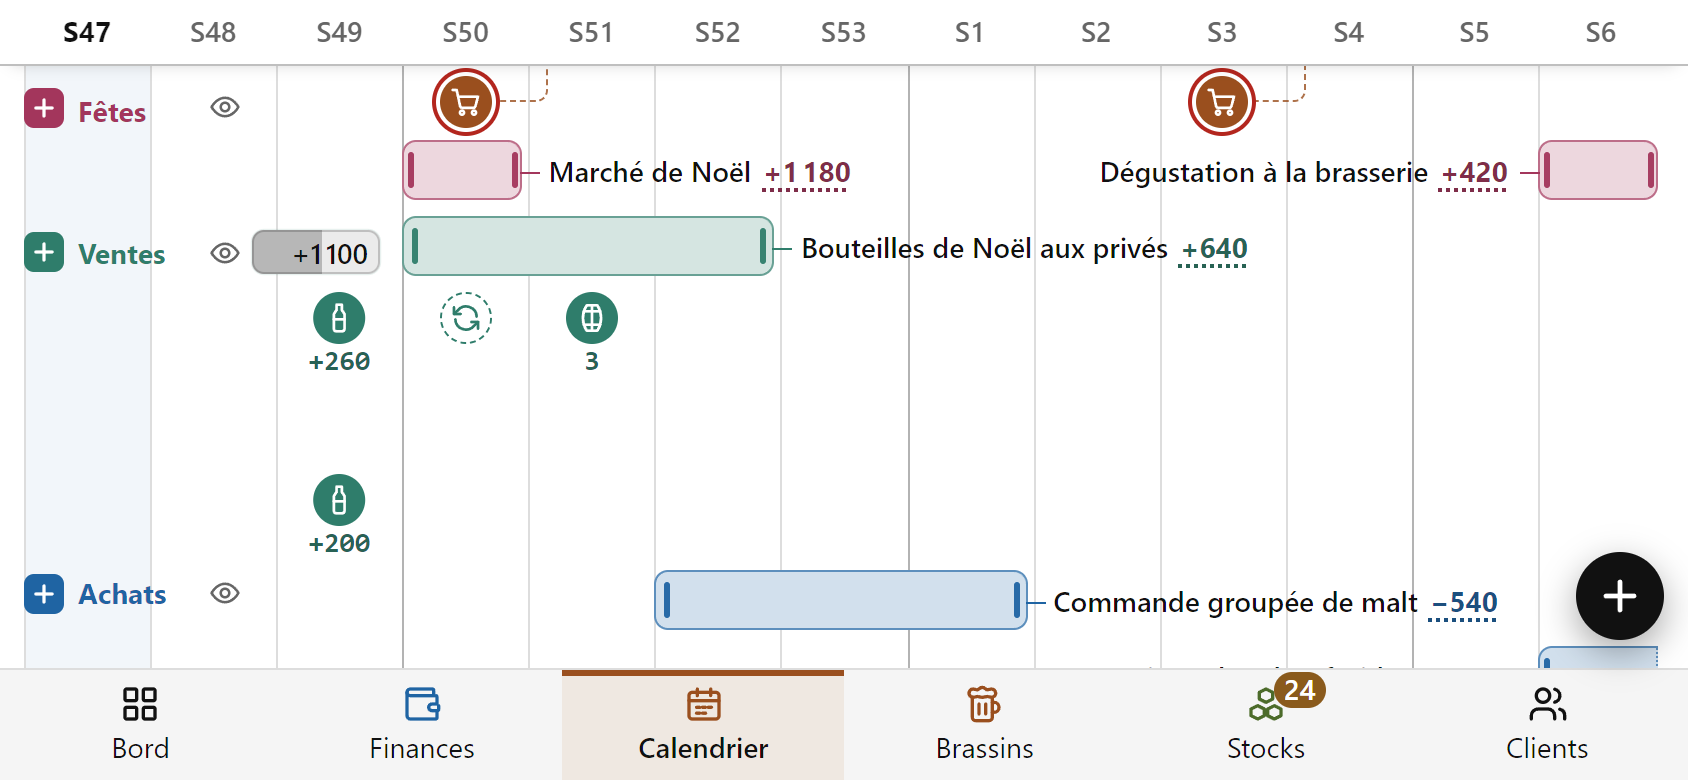 S47 S48 S49 S50 S51 S52 S53 S1 S2 S3 S4 S5 S6
Fêtes
Marché de Noël +1 180
Dégustation à la brasserie +420
Ventes
+1 100
Bouteilles de Noël aux privés +640
+260
3
+200
Achats
Commande groupée de malt −540
24
Bord Finances Calendrier Brassins Stocks Clients